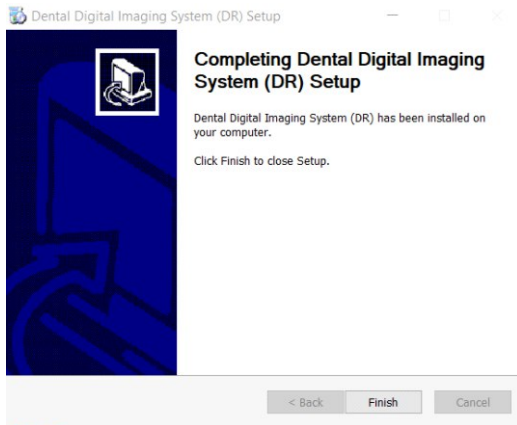 Dental Digital Imaging System (DR) Setup
Completing Dental Digital Imaging
System (DR) Setup
Dental Digital Imaging System (DR) has been installed on
your computer.
Click Finish to close Setup.
< Back
Finish
Cancel